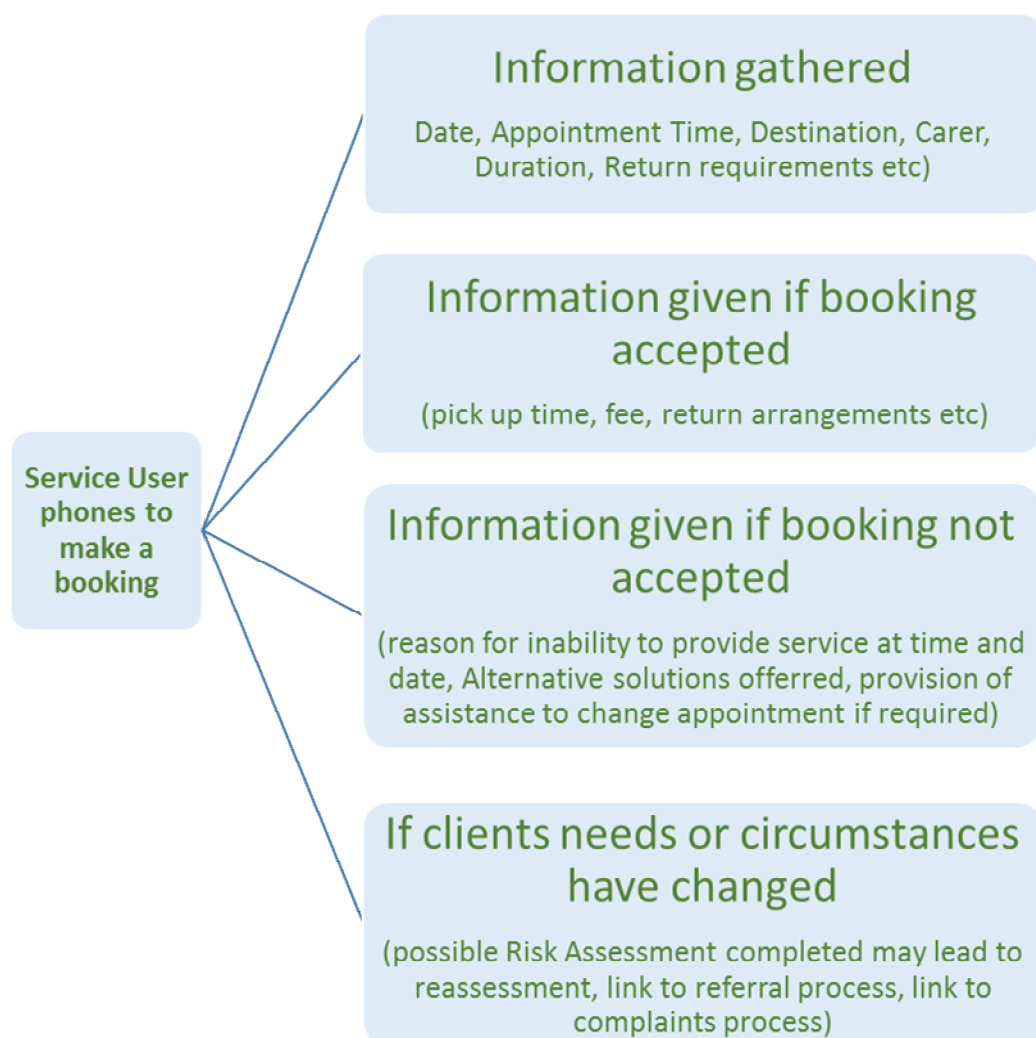 Information gathered
Date, Appointment Time, Destination, Carer,
Duration, Return requirements etc)
Information given if booking
accepted
(pick up time, fee, return arrangements etc)
Service User
phones to
make a
booking
Information given if booking not
accepted
(reason for inability to provide service at time and
date, Alternative solutions offerred, provision of
assistance to change appointment if required)
If clients needs or circumstances
have changed
(possible Risk Assessment completed may lead to
reassessment, link to referral process, link to
complaints process)